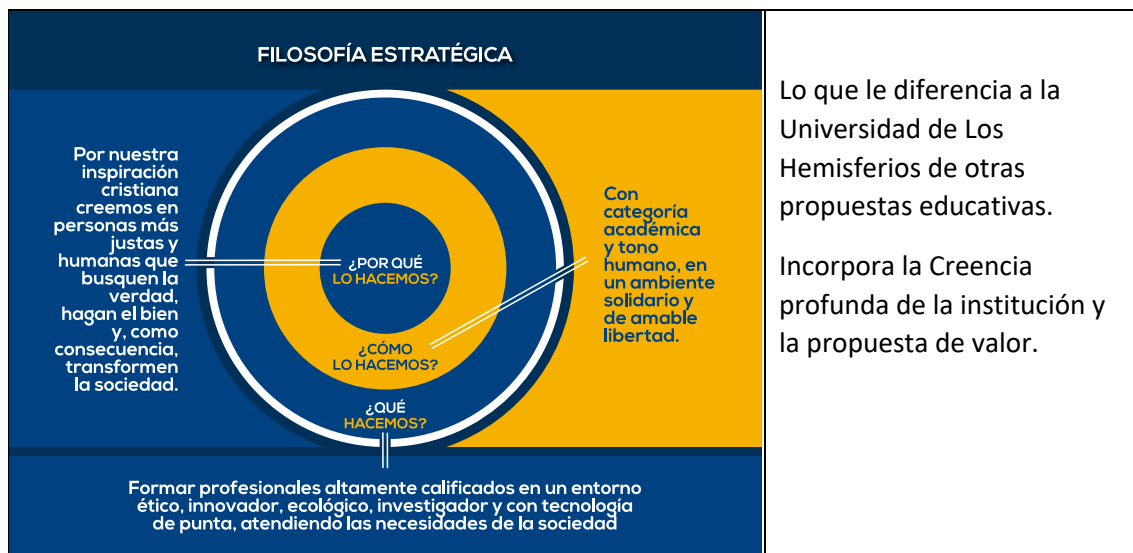 FILOSOFÍA ESTRATÉGICA
Por nuestra
inspiración
cristiana
creemos en
personas más
justas y
humanas que
busquen la
verdad,
hagan el bien
y, como
consecuencia,
transformen
la sociedad.
¿POR QUÉ
LO HACEMOS?
¿CÓMO
LO HACEMOS?
¿QUÉ
HACEMOS?
Con
categoría
académica
y tono
humano, en
un ambiente
solidario y
de amable
libertad.
Formar profesionales altamente calificados en un entorno
ético, innovador, ecológico, investigador y con tecnología
de punta, atendiendo las necesidades de la sociedad
Lo que le diferencia a la
Universidad de Los
Hemisferios de otras
propuestas educativas.
Incorpora la Creencia
profunda de la institución y
la propuesta de valor.